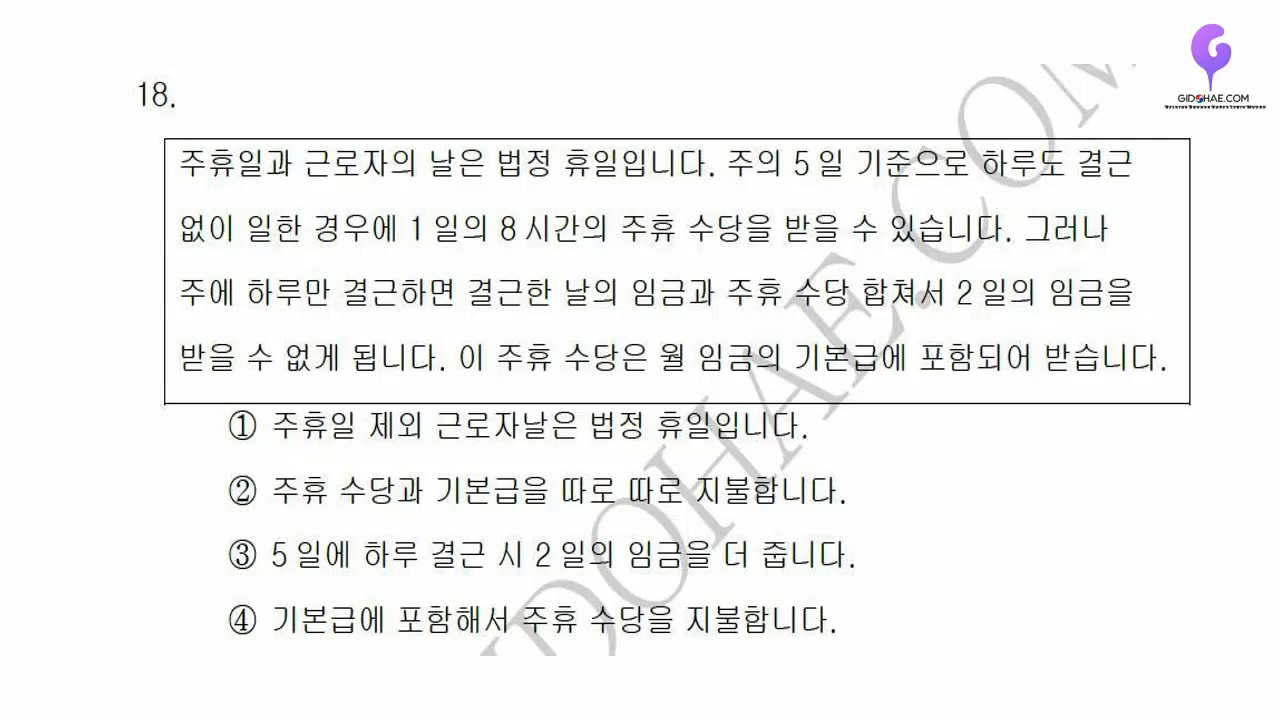 GIDOHAE.COM
18.
주휴일과 근로자의 날은 법정 휴일입니다. 주의 5일 기준으로 하루도 결근
없이 일한 경우에 1일의 8시간의 주휴 수당을 받을 수 있습니다. 그러나
주에 하루만 결근하면 결근한 날의 임금과 주휴 수당 합쳐서 2일의 임금을
받을 수 없게 됩니다. 이 주휴 수당은 월 임금의 기본급에 포함되어 받습니다.
① 주휴일 제외 근로자날은 법정 휴일입니다.
② 주휴 수당과 기본급을 따로 따로 지불합니다.
③ 5일에 하루 결근 시 2일의 임금을 더 줍니다.
④ 기본급에 포함해서 주휴 수당을 지불합니다.
IDOHAE.COM